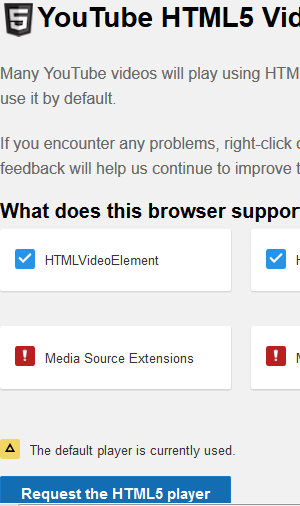 YouTube HTML5 Vid
Many YouTube videos will play using HTM
use it by default.
If you encounter any problems, right-click
feedback will help us continue to improve t
What does this browser suppor
HTMLVideoElement
H
Media Source Extensions
M
The default player is currently used.
Request the HTML5 player